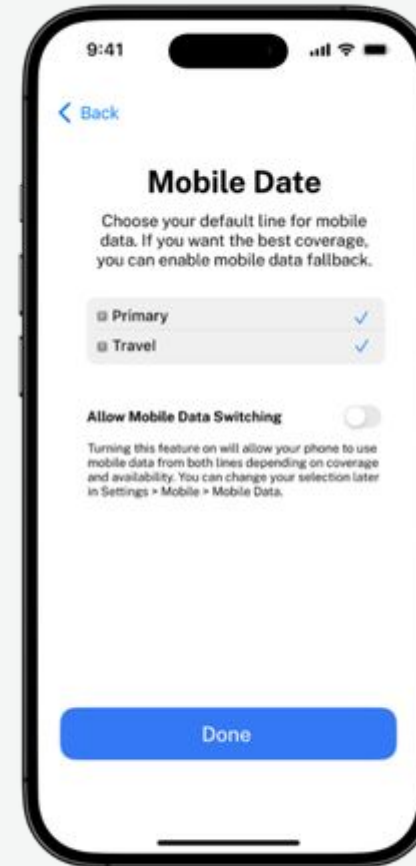 9:41
Back
Mobile Date
Choose your default line for mobile
data. If you want the best coverage,
you can enable mobile data fallback.
Primary
Travel
Allow Mobile Data Switching
Turning this feature on will allow your phone to use
mobile data from both lines depending on coverage
and availability. You can change your selection later
in Settings > Mobile > Mobile Data.
Done